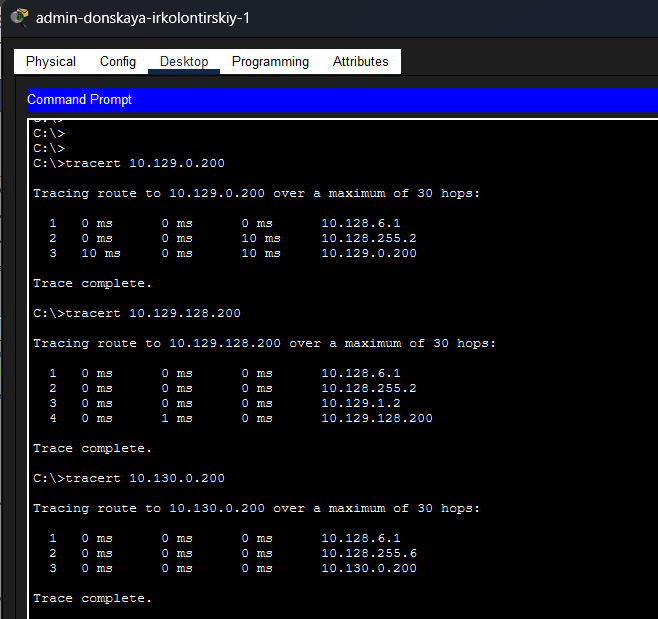 admin-donskaya-irkolontirskiy-1
Physical Config Desktop Programming Attributes
Command Prompt
C:\>
C:\>
C:\>
C:\>tracert 10.129.0.200
Tracing route to 10.129.0.200 over a maximum of 30 hops:
1 0 ms 0 ms 0 ms 10.128.6.1
2 0 ms 0 ms 10 ms 10.128.255.2
3 10 ms 0 ms 10 ms 10.129.0.200
Trace complete.
C:\>tracert 10.129.128.200
Tracing route to 10.129.128.200 over a maximum of 30 hops:
1 0 ms 0 ms 0 ms 10.128.6.1
2 0 ms 0 ms 0 ms 10.128.255.2
3 0 ms 0 ms 0 ms 10.129.1.2
4 0 ms 1 ms 0 ms 10.129.128.200
Trace complete.
C:\>tracert 10.130.0.200
Tracing route to 10.130.0.200 over a maximum of 30 hops:
1 0 ms 0 ms 0 ms 10.128.6.1
2 0 ms 0 ms 0 ms 10.128.255.6
3 0 ms 0 ms 0 ms 10.130.0.200
Trace complete.